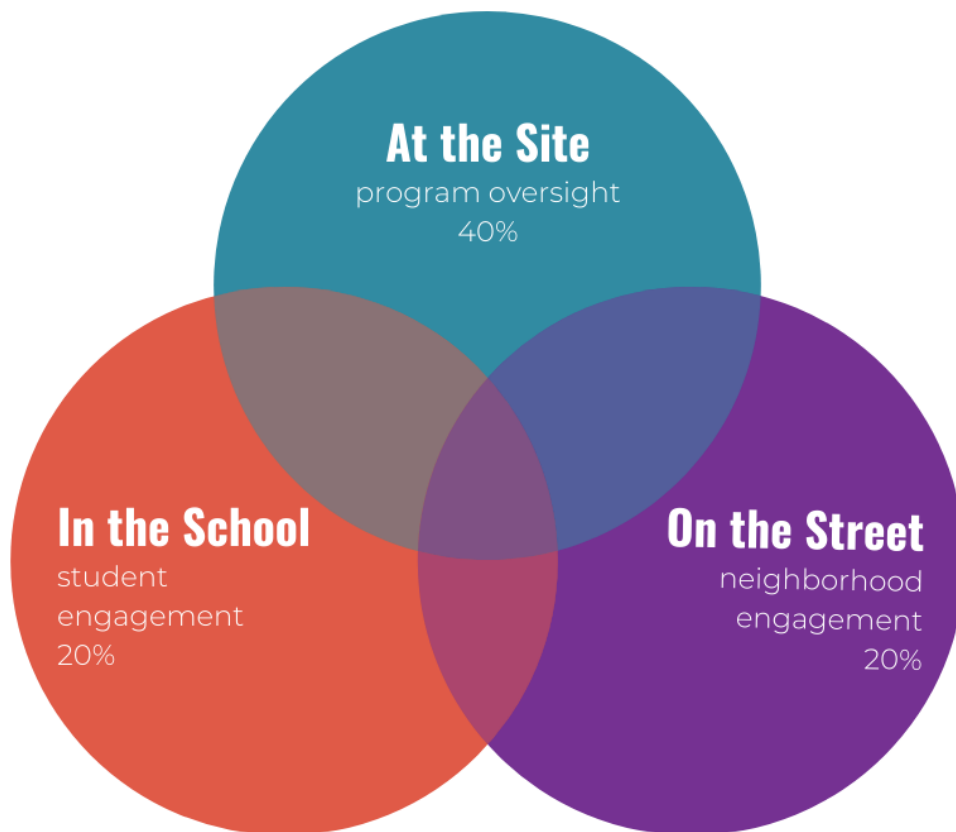 At the Site
program oversight
40%
In the School
student
engagement
20%
On the Street
neighborhood
engagement
20%